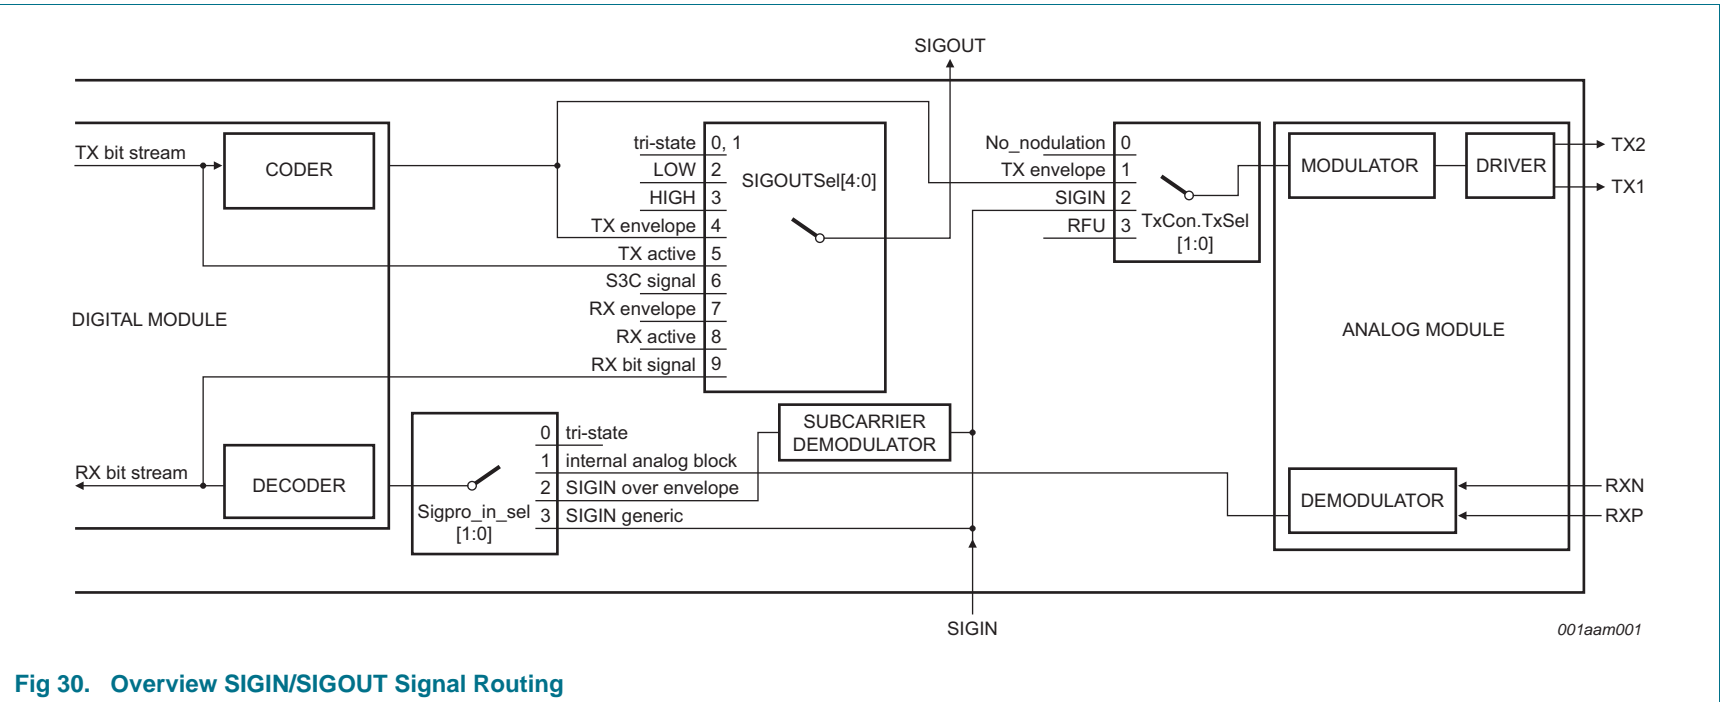 SIGOUT
TX bit stream
CODER
tri-state 0, 1
LOW 2
HIGH 3
TX envelope 4
TX active 5
S3C signal 6
RX envelope 7
RX active 8
RX bit signal 9
SIGOUTSel[4:0]
No_nodulation 0
TX envelope 1
SIGIN 2
RFU 3
TxCon.TxSel
[1:0]
MODULATOR
DRIVER
TX2
TX1
DIGITAL MODULE
ANALOG MODULE
RX bit stream
DECODER
Sigpro_in_sel
[1:0]
0 tri-state
1 internal analog block
2 SIGIN over envelope
3 SIGIN generic
SUBCARRIER
DEMODULATOR
DEMODULATOR
RXN
RXP
SIGIN
001aam001
Fig 30. Overview SIGIN/SIGOUT Signal Routing